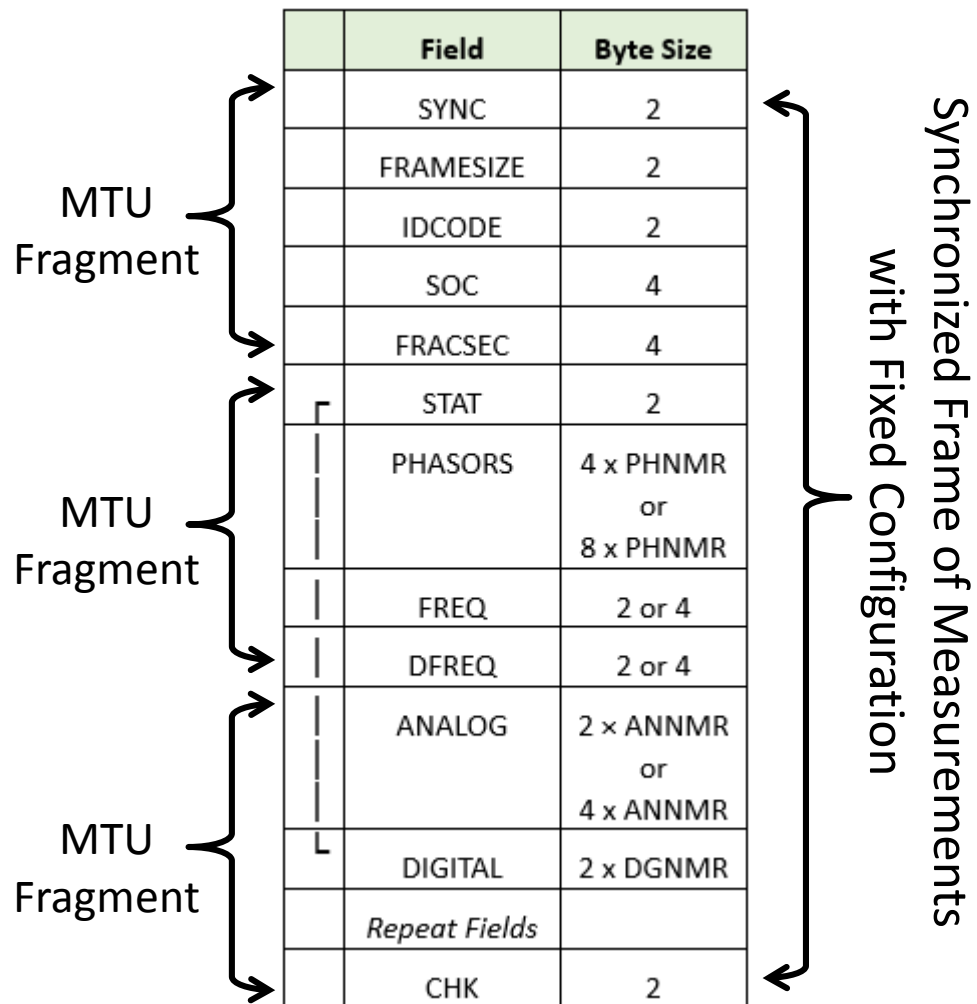 Field Byte Size
SYNC 2
FRAMESIZE 2
IDCODE 2
SOC 4
FRACSEC 4
STAT 2
PHASORS 4 x PHNMR
or
8 x PHNMR
FREQ 2 or 4
DFREQ 2 or 4
ANALOG 2 × ANNMR
or
4 x ANNMR
DIGITAL 2 x DGNMR
Repeat Fields
CHK 2
MTU
Fragment
MTU
Fragment
MTU
Fragment
Synchronized Frame of Measurements
with Fixed Configuration